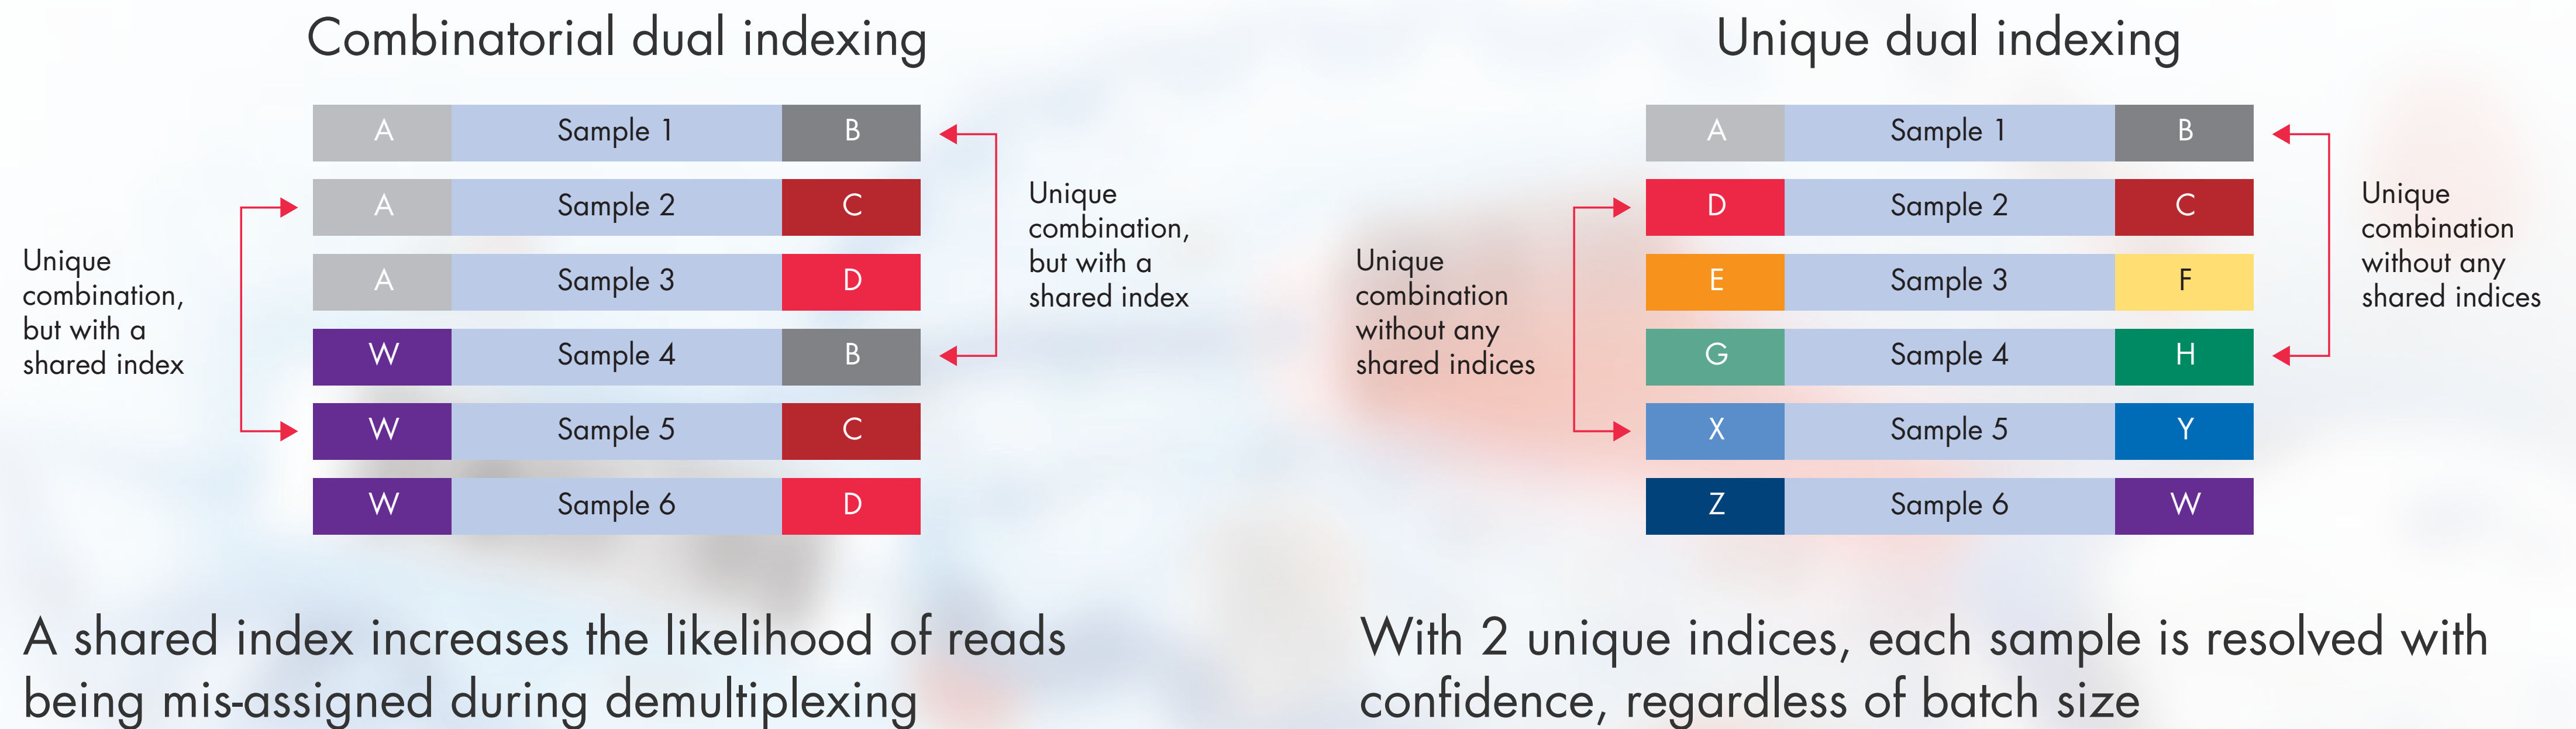 Combinatorial dual indexing
A Sample 1 B
A Sample 2 C
A Sample 3 D
W Sample 4 B
W Sample 5 C
W Sample 6 D
Unique
combination,
but with a
shared index
Unique
combination,
but with a
shared index
A shared index increases the likelihood of reads
being mis-assigned during demultiplexing
Unique dual indexing
A Sample 1 B
D Sample 2 C
E Sample 3 F
G Sample 4 H
X Sample 5 Y
Z Sample 6 W
Unique
combination
without any
shared indices
Unique
combination
without any
shared indices
With 2 unique indices, each sample is resolved with
confidence, regardless of batch size